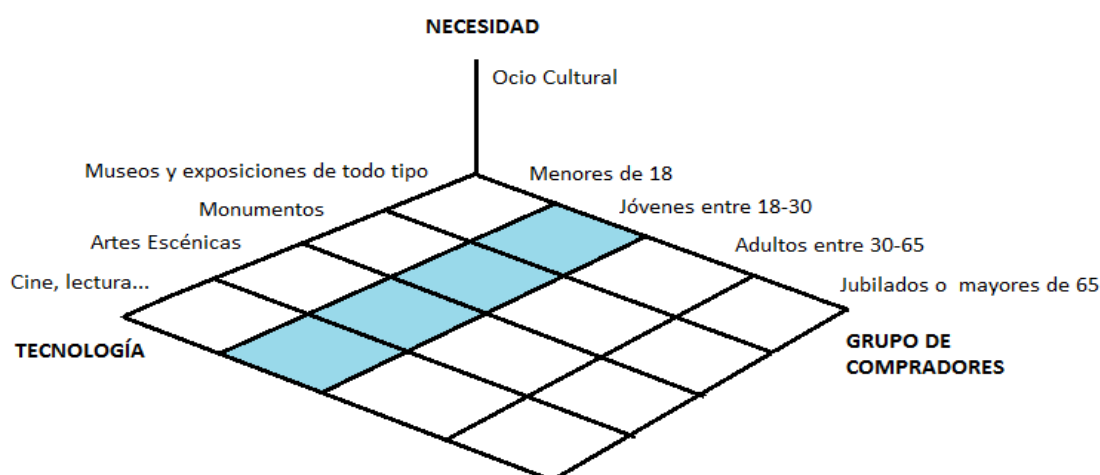 NECESIDAD
Ocio Cultural
Museos y exposiciones de todo tipo
Menores de 18
Monumentos
Jóvenes entre 18-30
Artes Escénicas
Adultos entre 30-65
Cine, lectura...
Jubilados o mayores de 65
TECNOLOGÍA
GRUPO DE
COMPRADORES